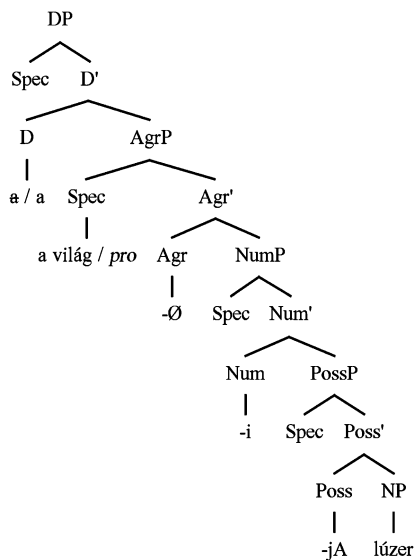 DP
Spec D'
D AgrP
a / a Spec Agr'
a világ / pro Agr NumP
-Ø Spec Num'
Num PossP
-i Spec Poss'
Poss NP
-jA lúzer